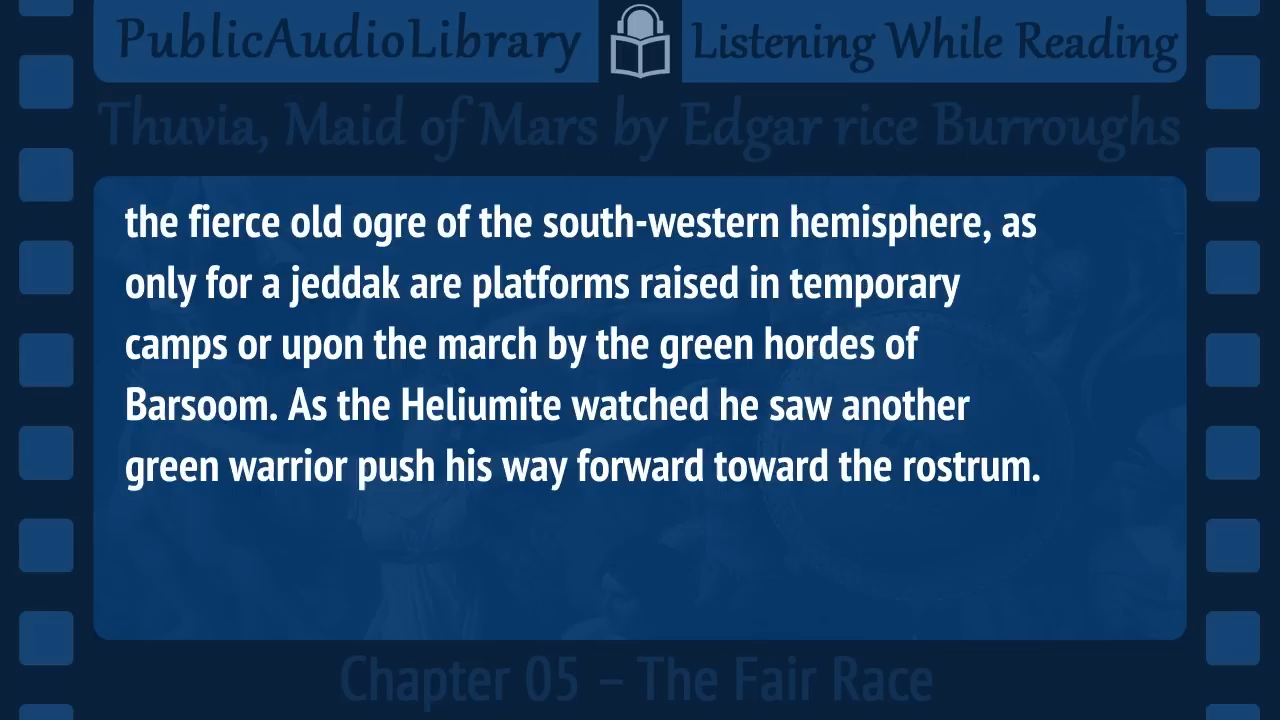 PublicAudioLibrary Listening While Reading
Thuvia, Maid of Mars by Edgar rice Burroughs
the fierce old ogre of the south-western hemisphere, as
only for a jeddak are platforms raised in temporary
camps or upon the march by the green hordes of
Barsoom. As the Heliumite watched he saw another
green warrior push his way forward toward the rostrum.
Chapter 05 – The Fair Race